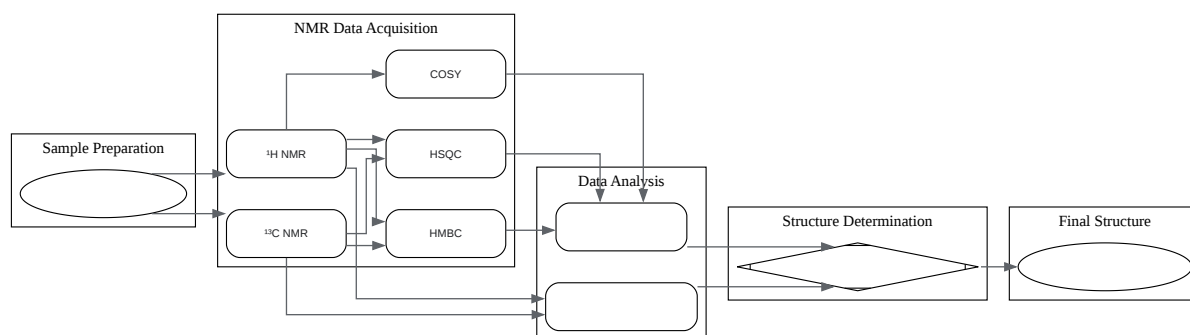 NMR Data Acquisition
COSY
Sample Preparation
¹H NMR
HSQC
Data Analysis
¹³C NMR
HMBC
Structure Determination
Final Structure